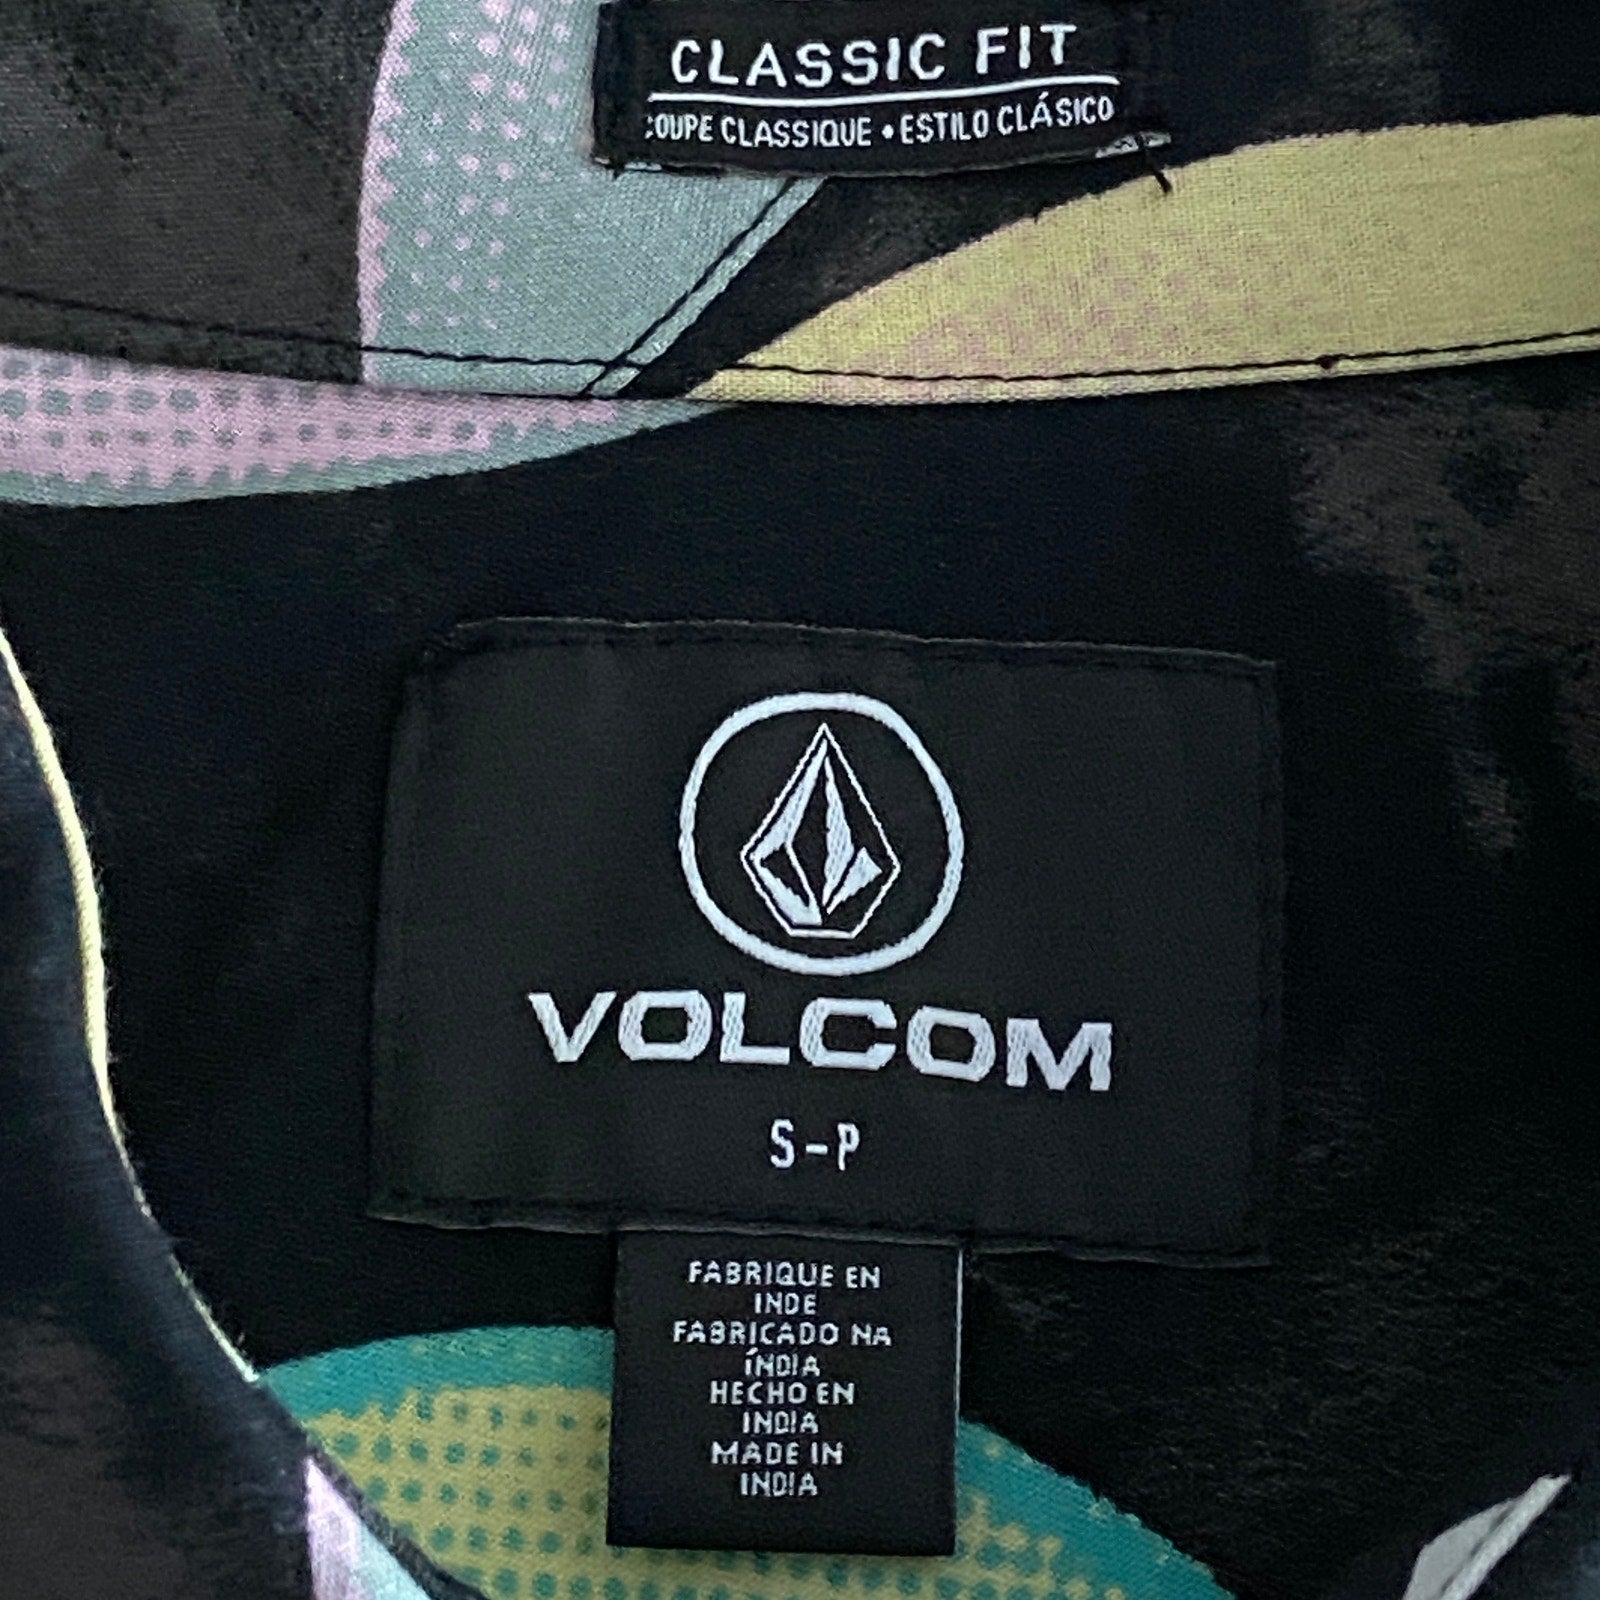 CLASSIC FIT
COUPE CLASSIQUE • ESTILO CLÁSICO
VOLCOM
S-P
FABRIQUE EN
INDE
FABRICADO NA
ÍNDIA
HECHO EN
INDIA
MADE IN
INDIA